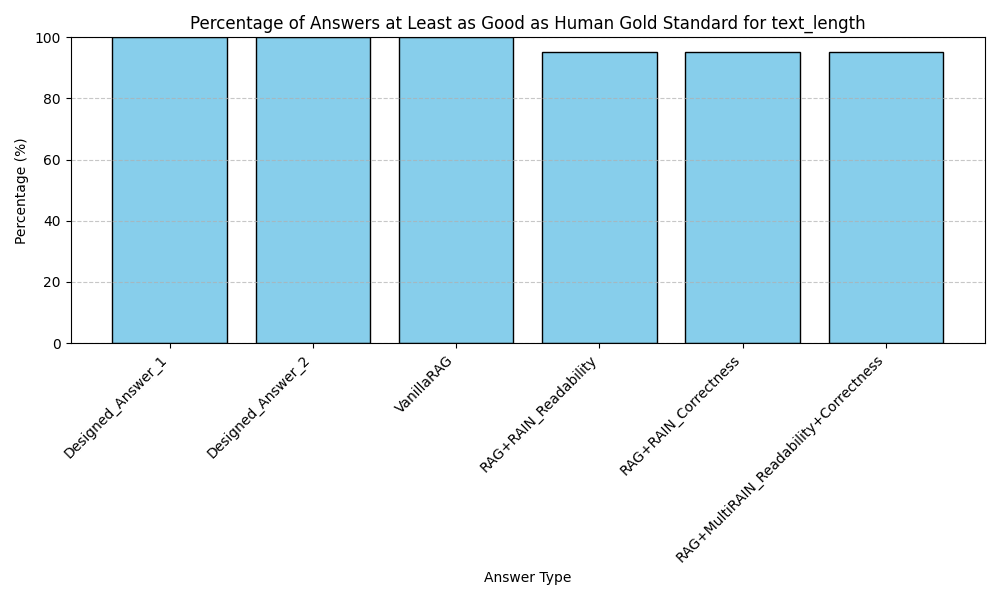 Percentage of Answers at Least as Good as Human Gold Standard for text_length
Percentage (%)
100
80
60
40
20
0
Designed_Answer_1
Designed_Answer_2
VanillaRAG
RAG+RAIN_Readability
RAG+RAIN_Correctness
RAG+MultiRAIN_Readability+Correctness
Answer Type